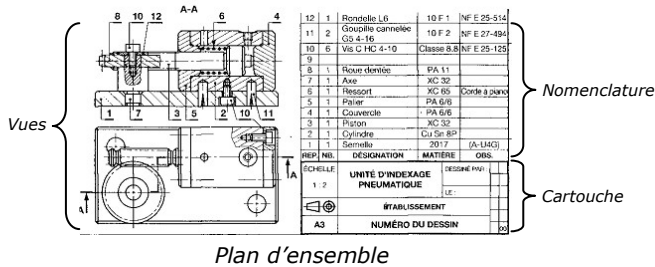 A-A
8 10 12 6 4
1 7 3 5 2 10 11
A
A
Vues
12 1 Rondelle L6 10 F 1 NF E 25-514
11 2 Goupille cannelée G5 4-16 10 F 2 NF E 27-494
10 6 Vis C HC 4-10 Classe 8.8 NF E 25-125
9
8 1 Roue dentée PA 11
7 1 Axe XC 32
6 1 Ressort XC 65 Corde à piano
5 1 Palier PA 6/6
4 1 Couvercle PA 6/6
3 1 Piston XC 32
2 1 Cylindre Cu Sn 8P
1 1 Semelle 2017 (A-U4G)
REP. NB. DÉSIGNATION MATIÈRE OBS.
Nomenclature
ÉCHELLE
1 : 2
UNITÉ D'INDEXAGE
PNEUMATIQUE
DESSINÉ PAR :
LE :
ÉTABLISSEMENT
A3 NUMÉRO DU DESSIN 00
Cartouche
Plan d'ensemble